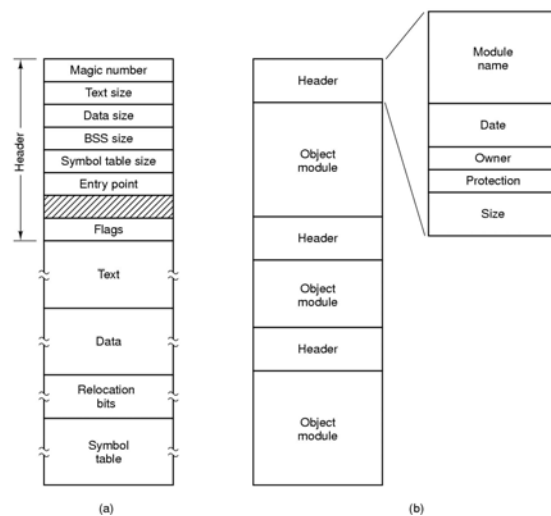 Header
Magic number
Text size
Data size
BSS size
Symbol table size
Entry point
Flags
Text
Data
Relocation
bits
Symbol
table
(a)
Header
Object
module
Header
Object
module
Header
Object
module
(b)
Module
name
Date
Owner
Protection
Size